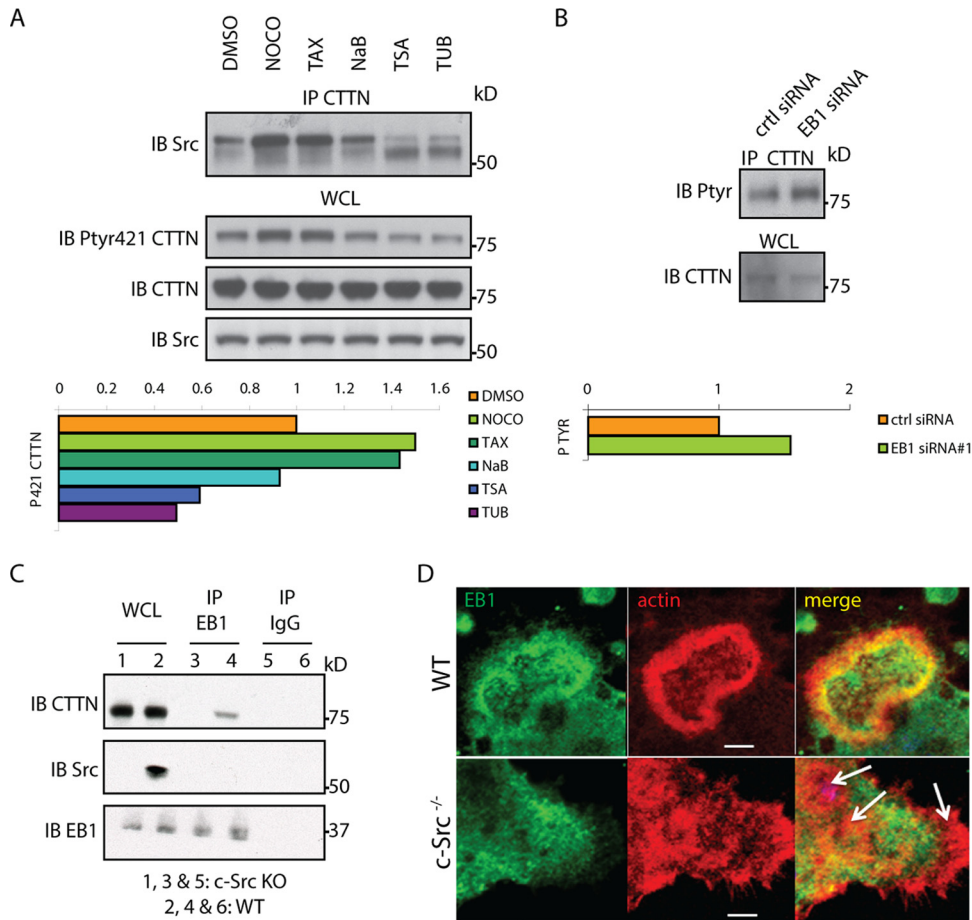 A
DMSO
NOCO
TAX
NaB
TSA
TUB
IP CTTN
kD
IB Src
50
WCL
IB Ptyr421 CTTN
75
IB CTTN
75
IB Src
50
0 0.2 0.4 0.6 0.8 1 1.2 1.4 1.6
P421 CTTN
DMSO
NOCO
TAX
NaB
TSA
TUB
B
crtl siRNA
EB1 siRNA
IP CTTN kD
IB Ptyr
75
WCL
IB CTTN
75
0 1 2
P TYR
ctrl siRNA
EB1 siRNA#1
C
WCL
IP
EB1
IP
IgG
1 2 3 4 5 6 kD
IB CTTN
75
IB Src
50
IB EB1
37
1, 3 & 5: c-Src KO
2, 4 & 6: WT
D
EB1 actin merge
WT
c-Src -/-